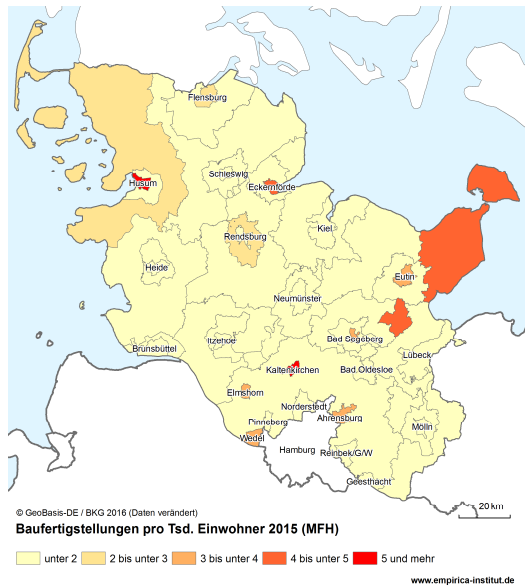 Flensburg
Schleswig
Husum
Eckernförde
Kiel
Rendsburg
Heide
Eutin
Neumünster
Bad Segeberg
Itzehoe
Brunsbüttel
Lübeck
Kaltenkirchen
Bad Oldesloe
Elmshorn
Norderstedt
Ahrensburg
Pinneberg
Mölln
Wedel
Hamburg
Reinbek/G/W
Geesthacht
20 km
© GeoBasis-DE / BKG 2016 (Daten verändert)
Baufertigstellungen pro Tsd. Einwohner 2015 (MFH)
unter 2 2 bis unter 3 3 bis unter 4 4 bis unter 5 5 und mehr
www.empirica-institut.de